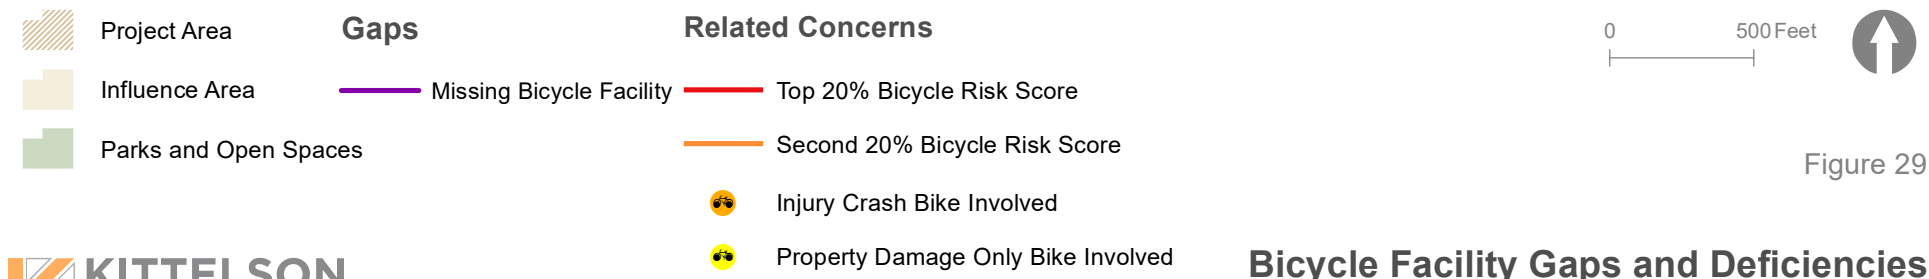 Project Area
Influence Area
Parks and Open Spaces
Gaps
Missing Bicycle Facility
Related Concerns
Top 20% Bicycle Risk Score
Second 20% Bicycle Risk Score
Injury Crash Bike Involved
Property Damage Only Bike Involved
0 500 Feet
Figure 29
KITTELSON
Bicycle Facility Gaps and Deficiencies